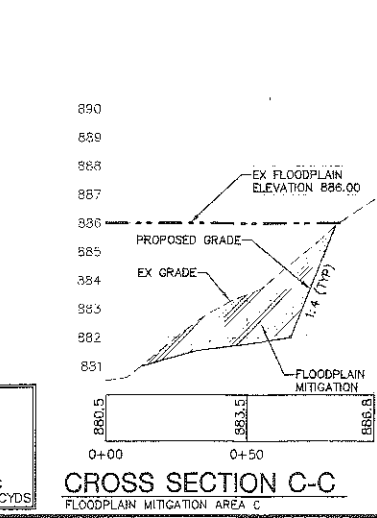 890
889
888
887
886
885
884
883
882
881
EX FLOODPLAIN
ELEVATION 886.00
PROPOSED GRADE
EX GRADE
1:4 (TYP)
FLOODPLAIN
MITIGATION
880.5
883.5
886.8
0+00
0+50
C
CYDS
CROSS SECTION C-C
FLOODPLAIN MITIGATION AREA C